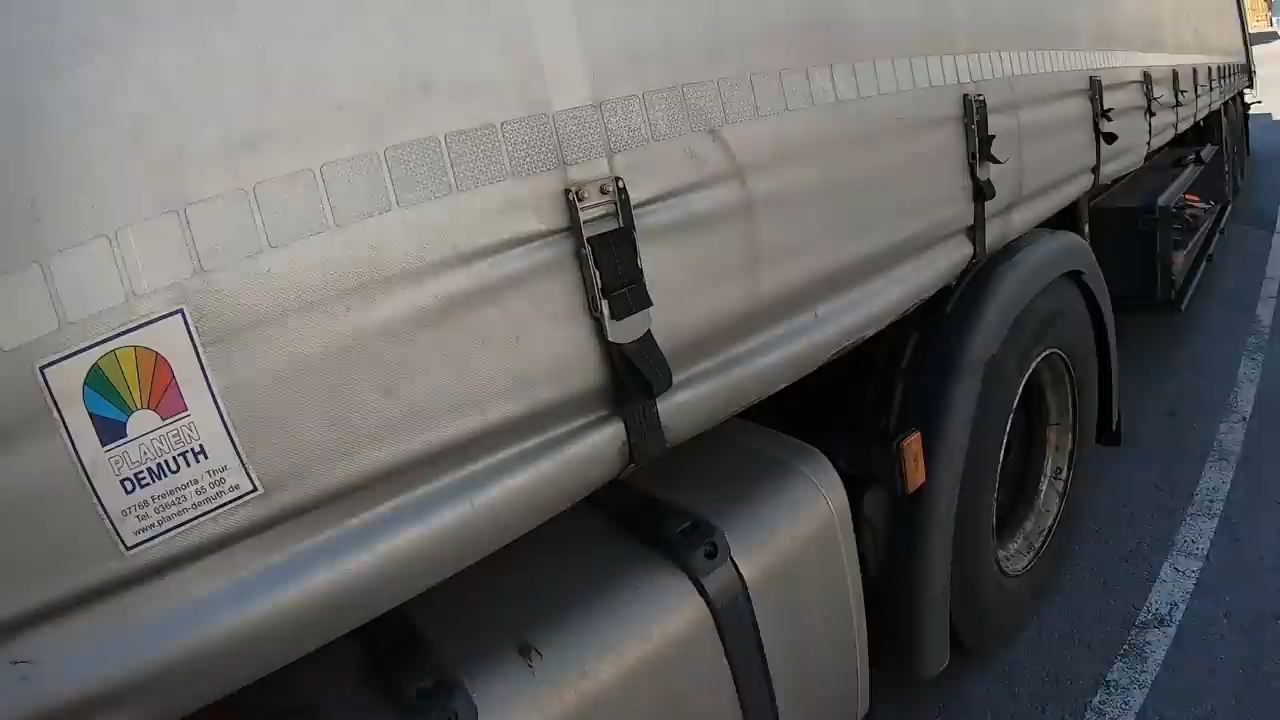 PLANEN
DEMUTH
07768 Freienorla / Thür.
Tel. 036423 / 65 000
www.planen-demuth.de